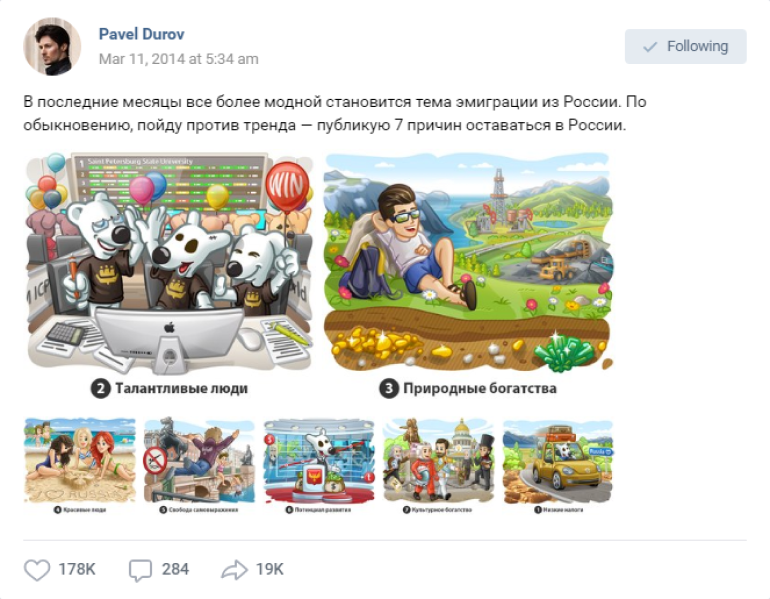 Pavel Durov
Mar 11, 2014 at 5:34 am
Following
В последние месяцы все более модной становится тема эмиграции из России. По
обыкновению, пойду против тренда — публикую 7 причин оставаться в России.
Saint Petersburg State University
WIN
2 Талантливые люди
3 Природные богатства
4 Красивые люди
5 Свобода самовыражения
6 Потенциал развития
7 Культурное богатство
1 Низкие налоги
178K
284
19K